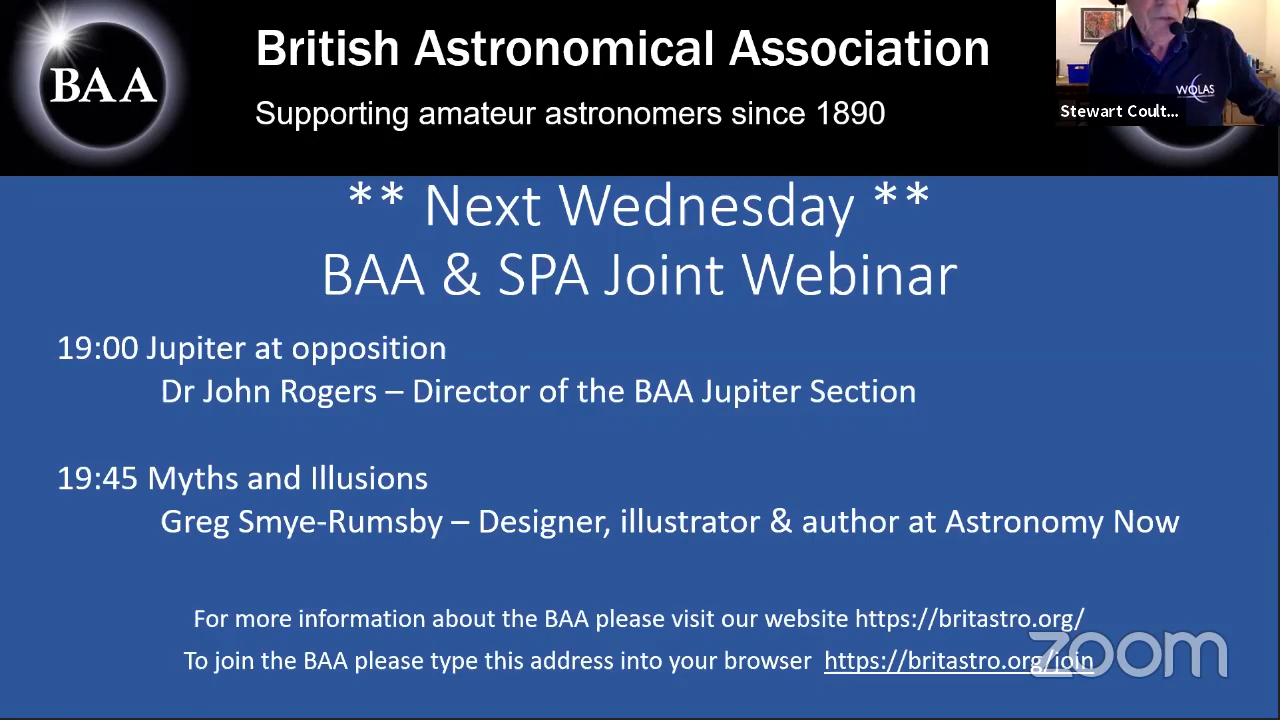 BAA
British Astronomical Association
Supporting amateur astronomers since 1890
WOLAS
Stewart Coult...
** Next Wednesday **
BAA & SPA Joint Webinar
19:00 Jupiter at opposition
Dr John Rogers – Director of the BAA Jupiter Section
19:45 Myths and Illusions
Greg Smye-Rumsby – Designer, illustrator & author at Astronomy Now
For more information about the BAA please visit our website https://britastro.org/
To join the BAA please type this address into your browser https://britastro.org/join
zoom